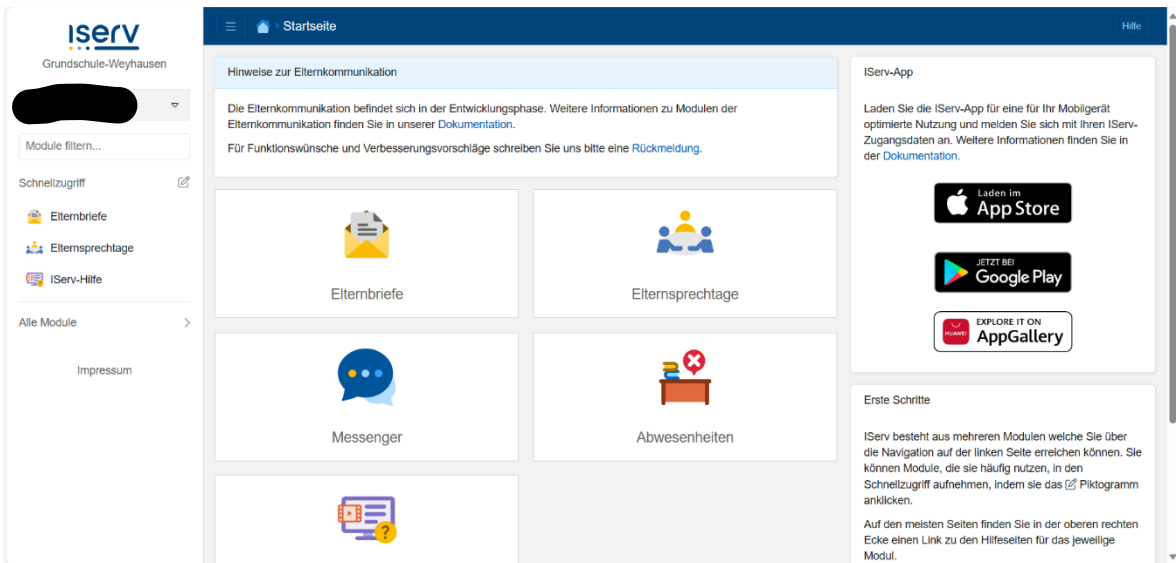 IServ
Grundschule-Weyhausen
Module filtern...
Schnellzugriff
Elternbriefe
Elternsprechtage
IServ-Hilfe
Alle Module
Impressum
Startseite
Hilfe
Hinweise zur Elternkommunikation
Die Elternkommunikation befindet sich in der Entwicklungsphase. Weitere Informationen zu Modulen der
Elternkommunikation finden Sie in unserer Dokumentation.
Für Funktionswünsche und Verbesserungsvorschläge schreiben Sie uns bitte eine Rückmeldung.
Elternbriefe
Elternsprechtage
Messenger
Abwesenheiten
?
IServ-App
Laden Sie die IServ-App für eine für Ihr Mobilgerät
optimierte Nutzung und melden Sie sich mit Ihren IServ-
Zugangsdaten an. Weitere Informationen finden Sie in
der Dokumentation.
Laden im
App Store
JETZT BEI
Google Play
HUAWEI
EXPLORE IT ON
AppGallery
Erste Schritte
IServ besteht aus mehreren Modulen welche Sie über
die Navigation auf der linken Seite erreichen können. Sie
können Module, die sie häufig nutzen, in den
Schnellzugriff aufnehmen, indem sie das Piktogramm
anklicken.
Auf den meisten Seiten finden Sie in der oberen rechten
Ecke einen Link zu den Hilfeseiten für das jeweilige
Modul.